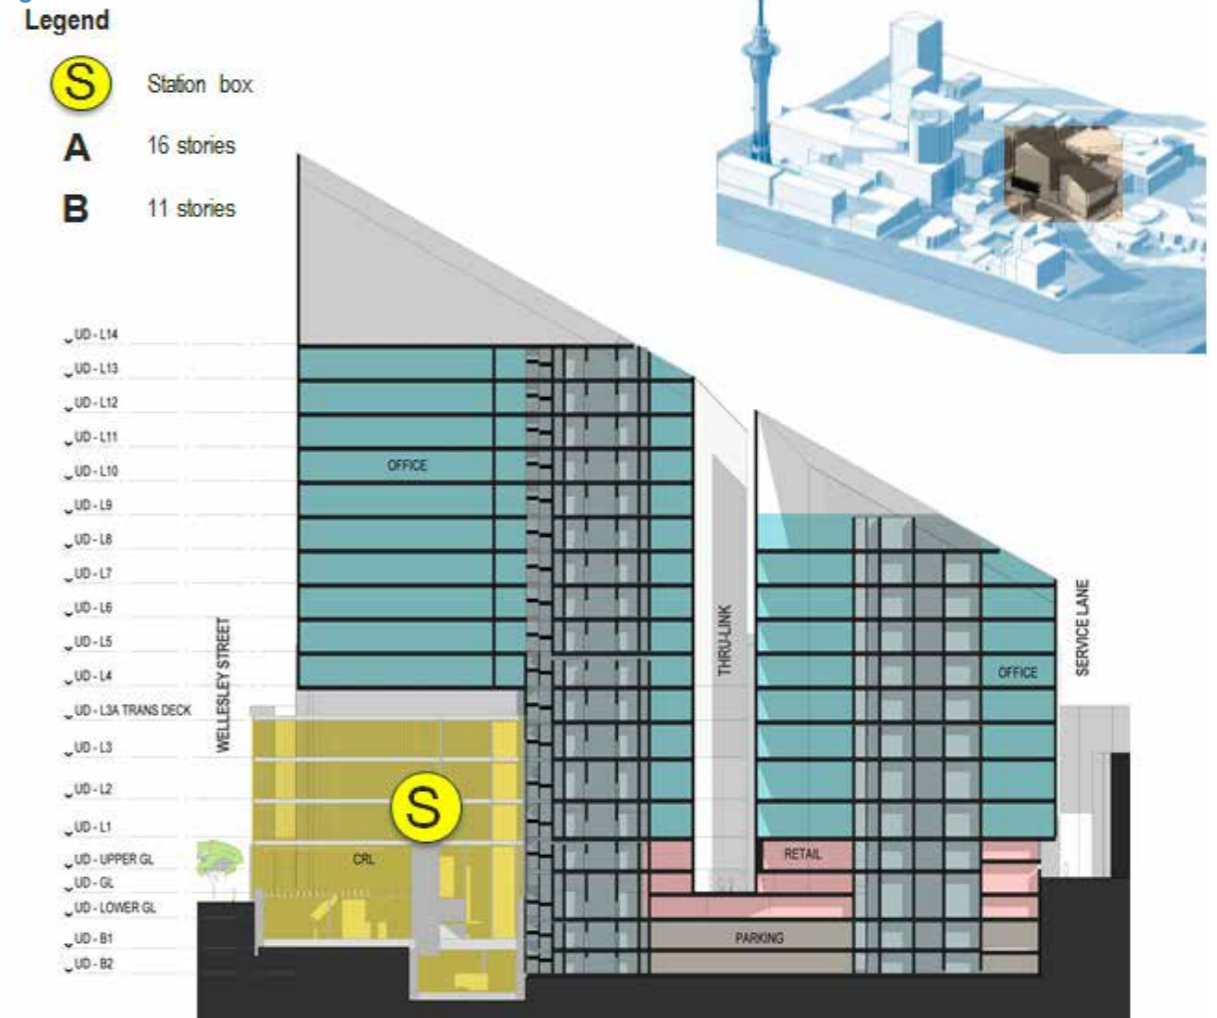 Legend
S Station box
A 16 stories
B 11 stories
UD - L14
UD - L13
UD - L12
UD - L11
UD - L10
UD - L9
UD - L8
UD - L7
UD - L6
UD - L5
UD - L4
UD - L3A TRANS DECK
UD - L3
UD - L2
UD - L1
UD - UPPER GL
UD - GL
UD - LOWER GL
UD - B1
UD - B2
WELLESLEY STREET
OFFICE
S
CRL
THRU-LINK
RETAIL
PARKING
OFFICE
SERVICE LANE